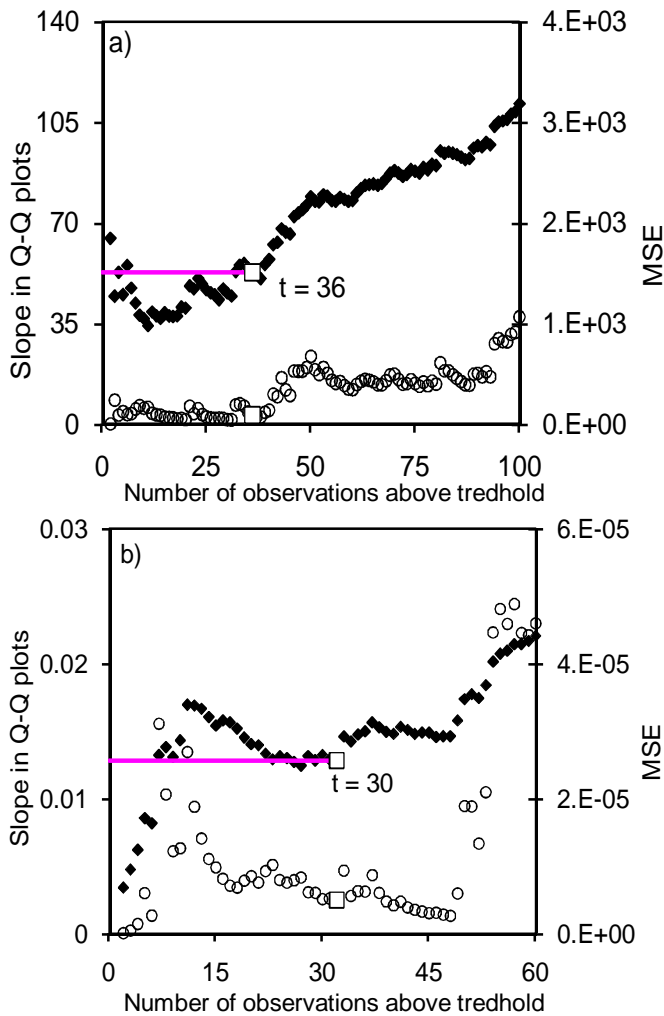 a)
140
105
70
35
0
4.E+03
3.E+03
2.E+03
1.E+03
0.E+00
Slope in Q-Q plots
MSE
t = 36
0 25 50 75 100
Number of observations above tredhold
b)
0.03
0.02
0.01
0
6.E-05
4.E-05
2.E-05
0.E+00
Slope in Q-Q plots
MSE
t = 30
0 15 30 45 60
Number of observations above tredhold